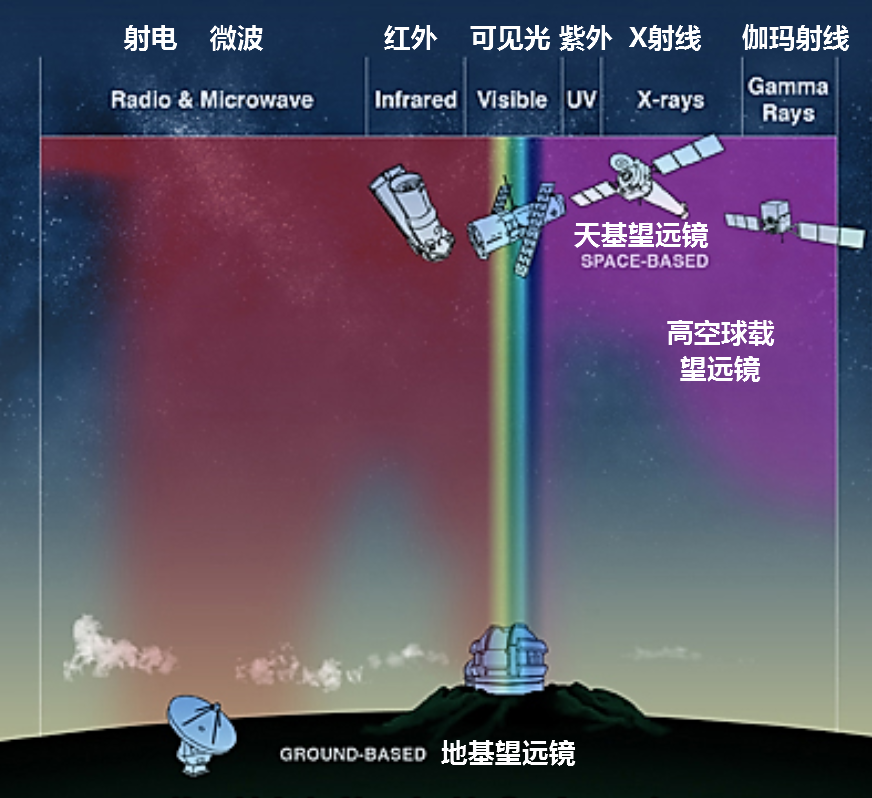 射电 微波 红外 可见光 紫外 X射线 伽玛射线
Radio & Microwave Infrared Visible UV X-rays Gamma Rays
天基望远镜
SPACE-BASED
高空球载
望远镜
GROUND-BASED 地基望远镜